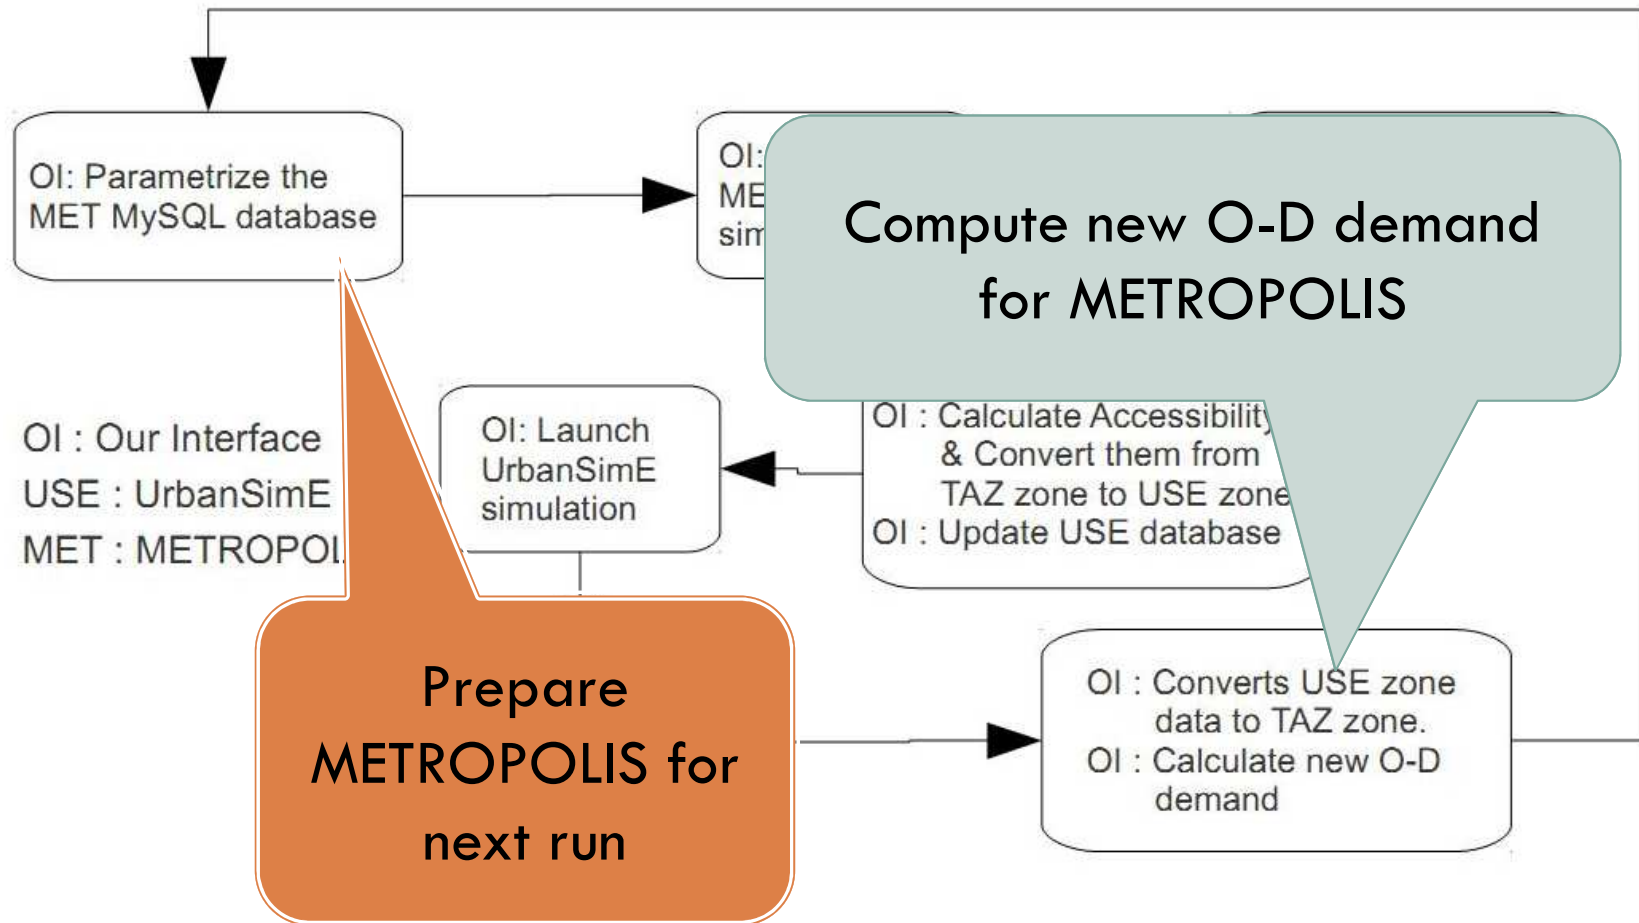 OI: Parametrize the
MET MySQL database
OI:
Compute new O-D demand
for METROPOLIS
OI : Our Interface
USE : UrbanSimE
MET :
OI: Launch
UrbanSimE
simulation
OI : Calculate Accessibility
& Convert them from
TAZ zone to USE zone
OI : Update USE database
Prepare
METROPOLIS for
next run
OI : Converts USE zone
data to TAZ zone.
OI : Calculate new O-D
demand